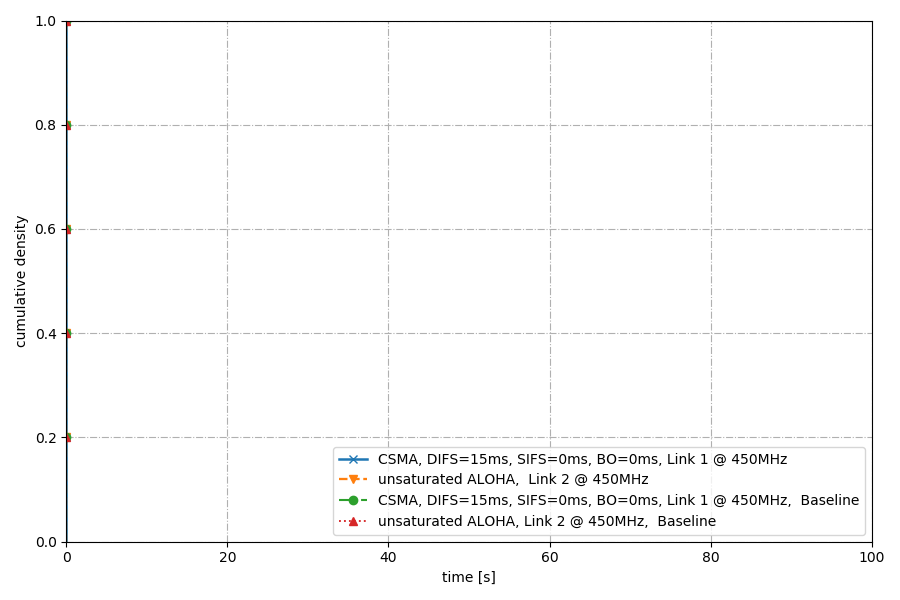 1.0
0.8
0.6
0.4
0.2
0.0
cumulative density
CSMA, DIFS=15ms, SIFS=0ms, BO=0ms, Link 1 @ 450MHz
unsaturated ALOHA,  Link 2 @ 450MHz
CSMA, DIFS=15ms, SIFS=0ms, BO=0ms, Link 1 @ 450MHz,  Baseline
unsaturated ALOHA, Link 2 @ 450MHz,  Baseline
0 20 40 60 80 100
time [s]